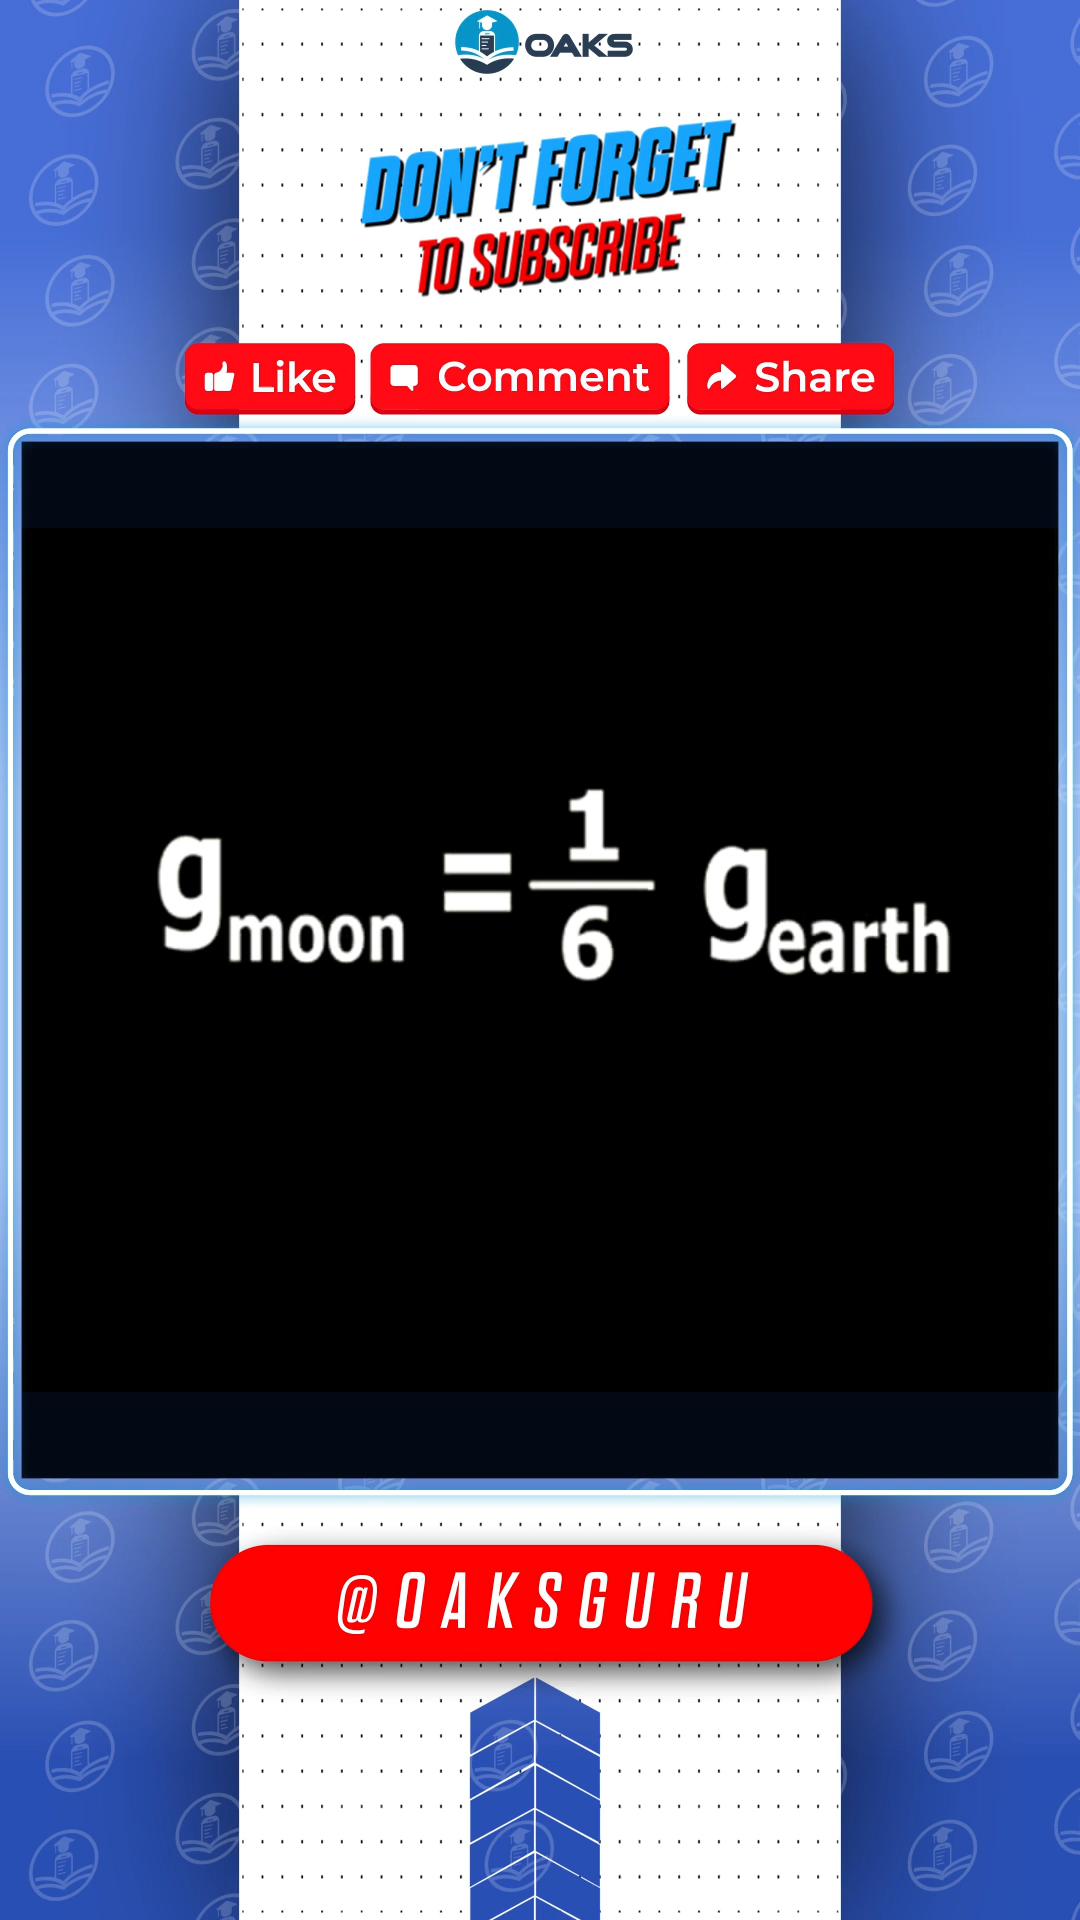 OAKS
DON'T FORGET
TO SUBSCRIBE
Like Comment Share
g_moon = 1/6 g_earth
@OAKSGURU